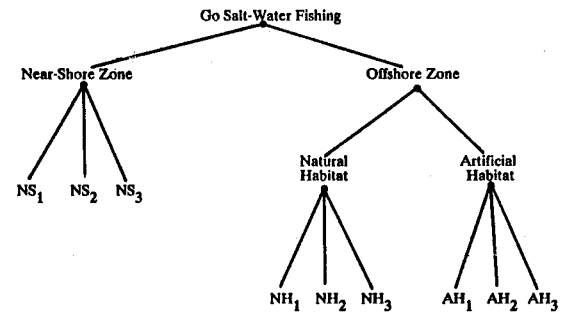 Go Salt-Water Fishing
Near-Shore Zone
Offshore Zone
Natural
Habitat
Artificial
Habitat
NS1 NS2 NS3
NH1 NH2 NH3
AH1 AH2 AH3